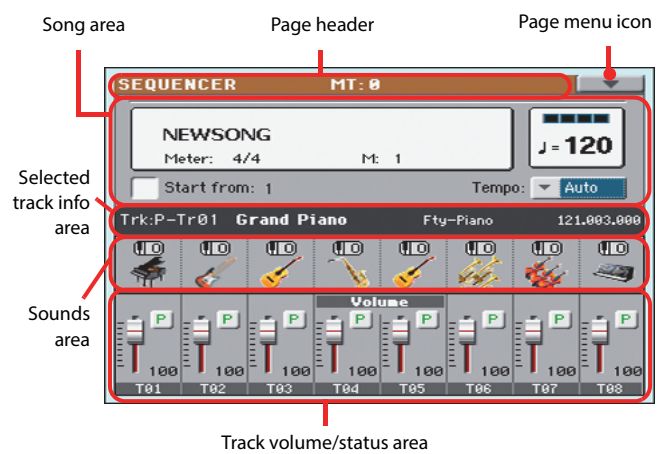 Song area
Page header
Page menu icon
SEQUENCER MT: 0
NEWSONG
Meter: 4/4 M: 1
♩ = 120
Start from: 1 Tempo: Auto
Selected
track info
area
Trk:P-Tr01 Grand Piano Fty-Piano 121.003.000
Sounds
area
Volume
P P P P P P P P
100 100 100 100 100 100 100 100
T01 T02 T03 T04 T05 T06 T07 T08
Track volume/status area